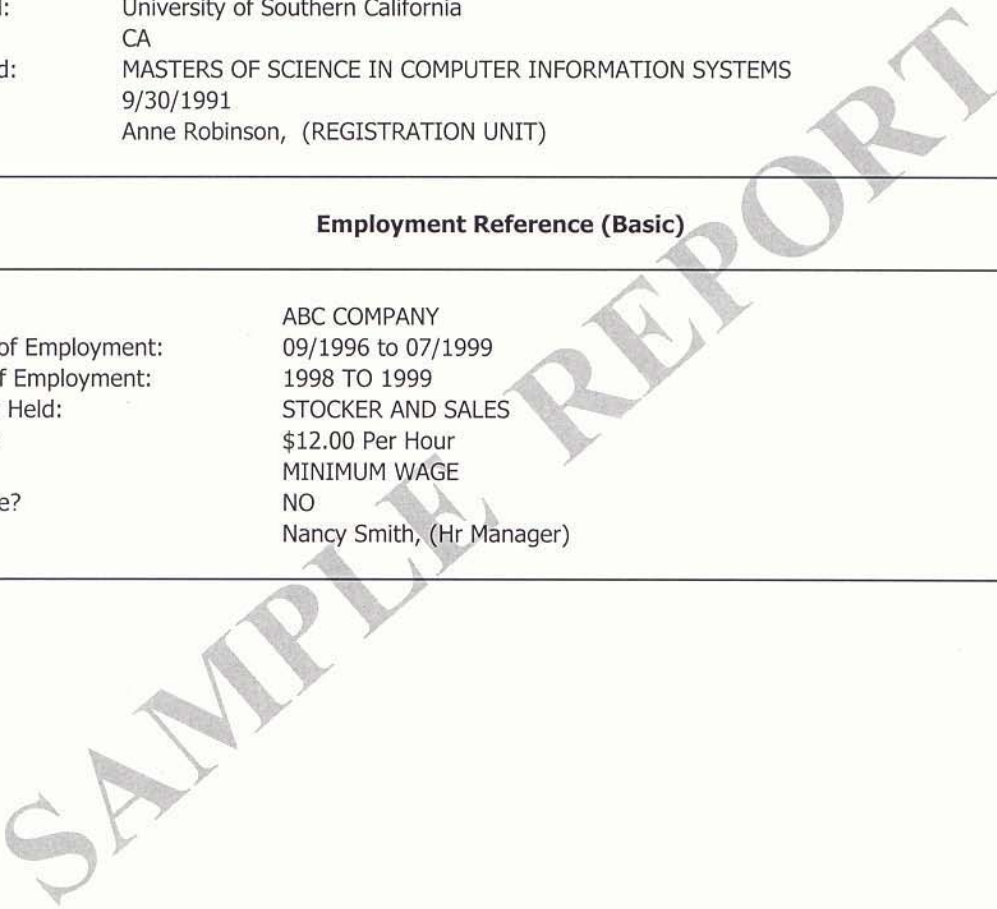 l: University of Southern California
CA
d: MASTERS OF SCIENCE IN COMPUTER INFORMATION SYSTEMS
9/30/1991
Anne Robinson, (REGISTRATION UNIT)
Employment Reference (Basic)
ABC COMPANY
of Employment: 09/1996 to 07/1999
f Employment: 1998 TO 1999
Held: STOCKER AND SALES
$12.00 Per Hour
MINIMUM WAGE
e? NO
Nancy Smith, (Hr Manager)
SAMPLE REPORT